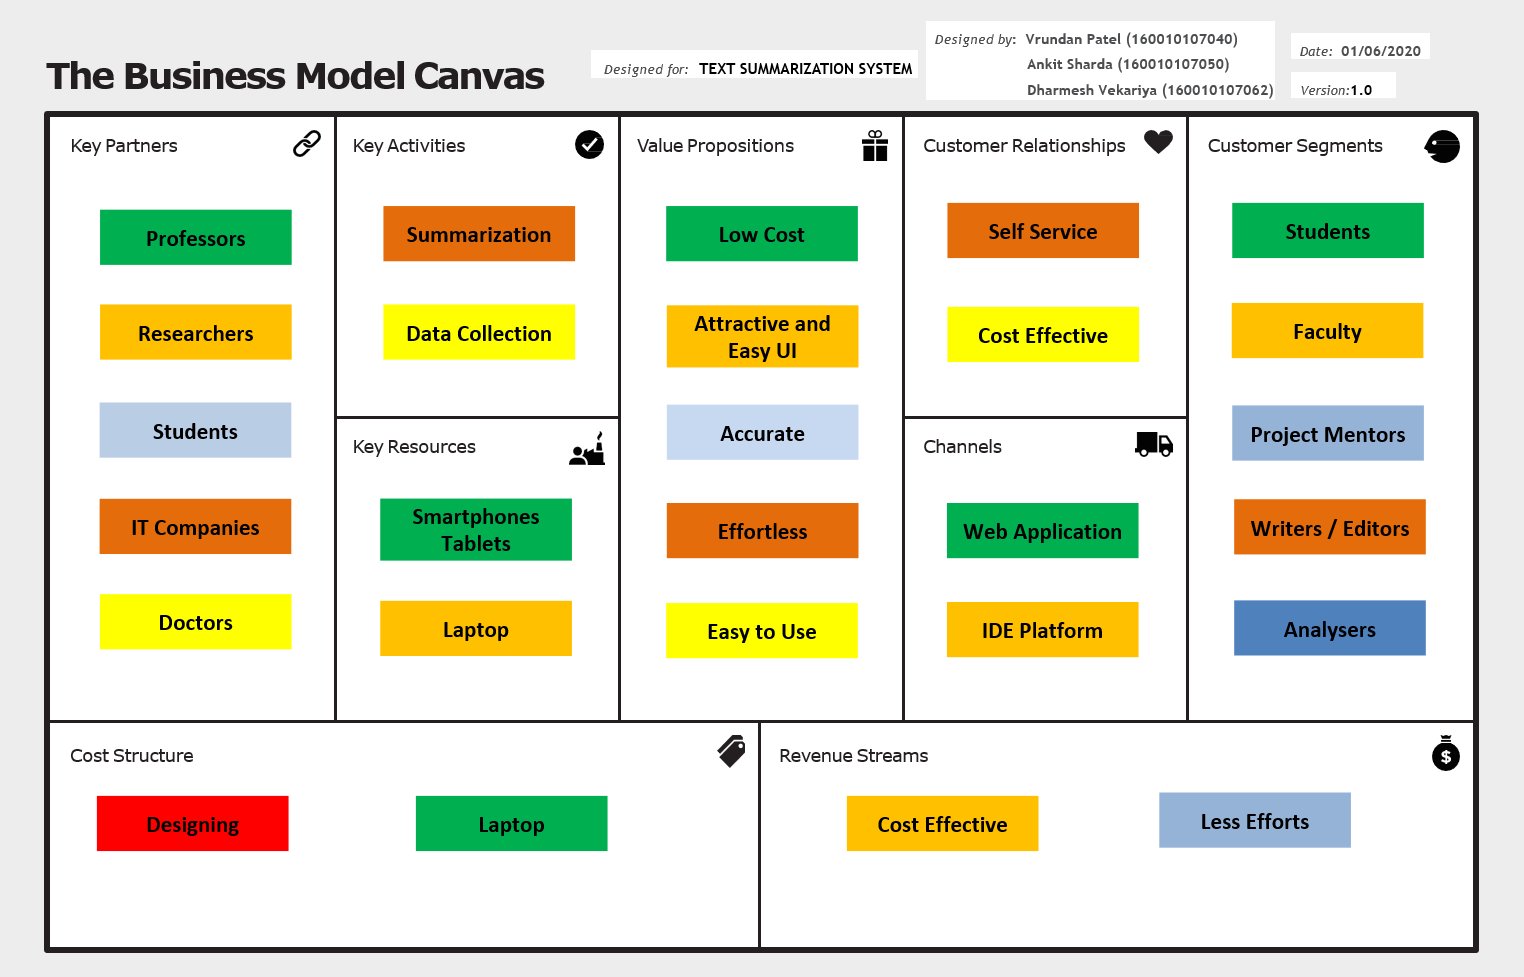 The Business Model Canvas
Designed for: TEXT SUMMARIZATION SYSTEM
Designed by: Vrundan Patel (160010107040)
Ankit Sharda (160010107050)
Dharmesh Vekariya (160010107062)
Date: 01/06/2020
Version:1.0
Key Partners
Professors
Researchers
Students
IT Companies
Doctors
Key Activities
Summarization
Data Collection
Key Resources
Smartphones
Tablets
Laptop
Value Propositions
Low Cost
Attractive and
Easy UI
Accurate
Effortless
Easy to Use
Customer Relationships
Self Service
Cost Effective
Channels
Web Application
IDE Platform
Customer Segments
Students
Faculty
Project Mentors
Writers / Editors
Analysers
Cost Structure
Designing
Laptop
Revenue Streams
$
Cost Effective
Less Efforts